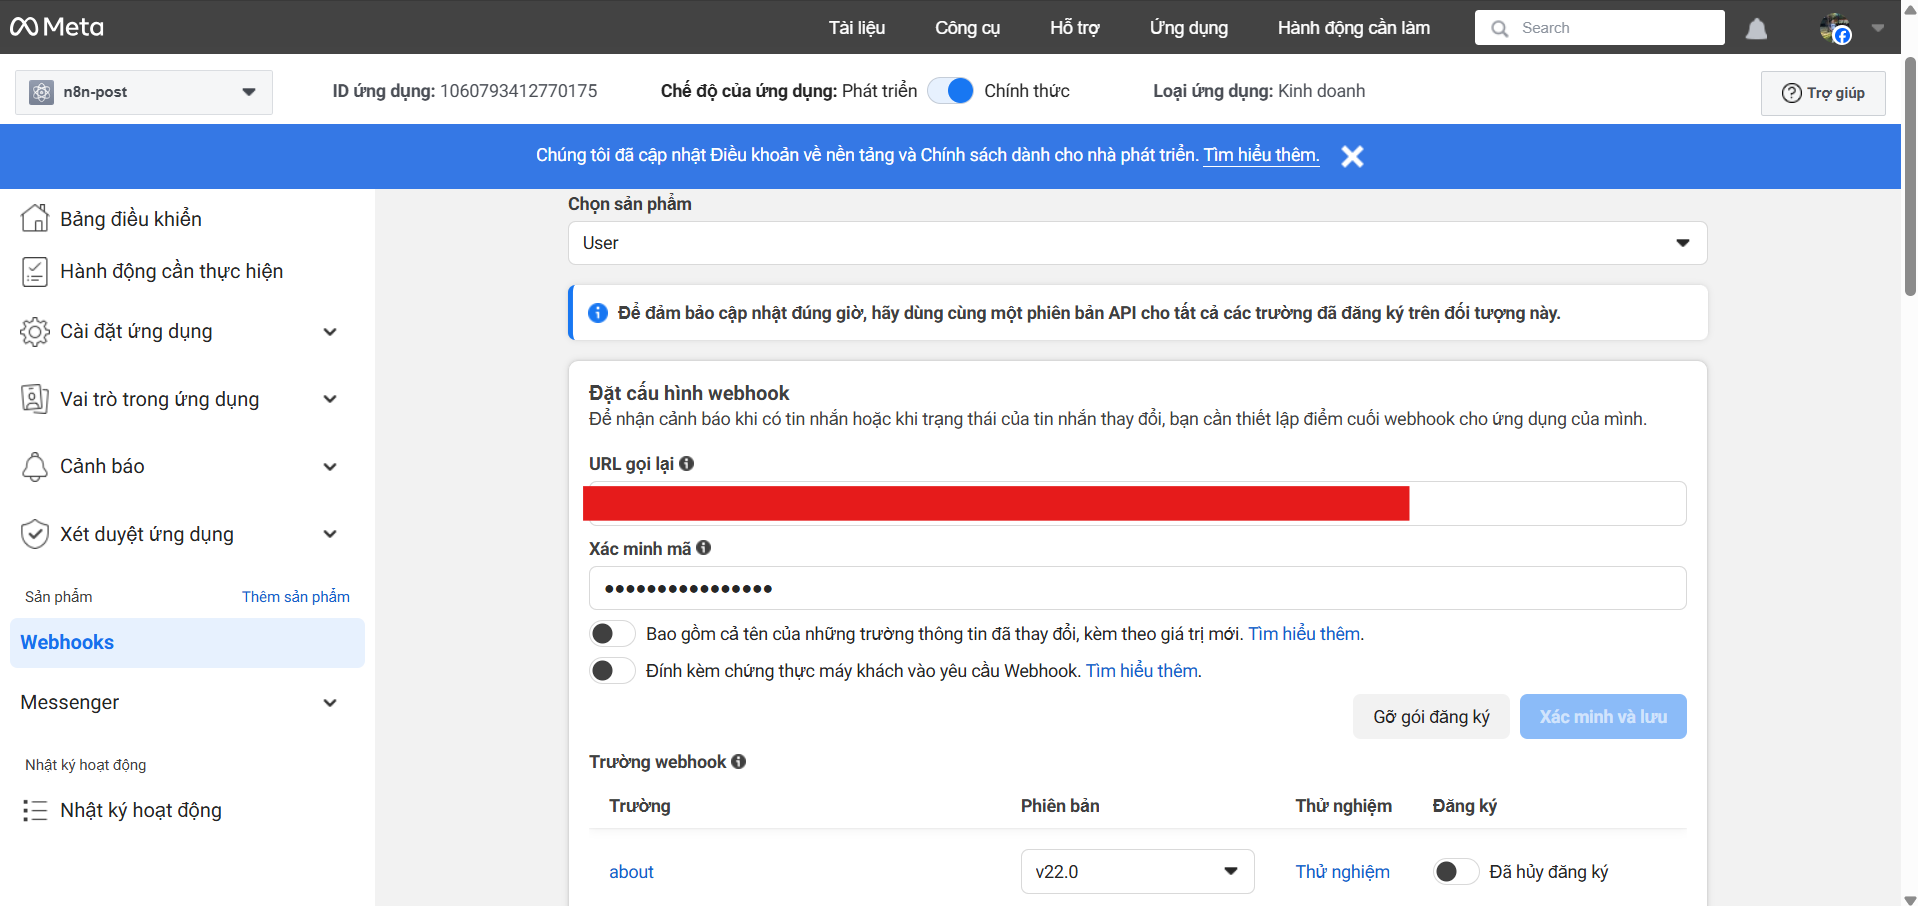 Meta
Tài liệu
Công cụ
Hỗ trợ
Ứng dụng
Hành động cần làm
Search
n8n-post
ID ứng dụng: 1060793412770175
Chế độ của ứng dụng: Phát triển
Chính thức
Loại ứng dụng: Kinh doanh
Trợ giúp
Chúng tôi đã cập nhật Điều khoản về nền tảng và Chính sách dành cho nhà phát triển. Tìm hiểu thêm.
Bảng điều khiển
Hành động cần thực hiện
Cài đặt ứng dụng
Vai trò trong ứng dụng
Cảnh báo
Xét duyệt ứng dụng
Sản phẩm
Thêm sản phẩm
Webhooks
Messenger
Nhật ký hoạt động
Nhật ký hoạt động
Chọn sản phẩm
User
Để đảm bảo cập nhật đúng giờ, hãy dùng cùng một phiên bản API cho tất cả các trường đã đăng ký trên đối tượng này.
Đặt cấu hình webhook
Để nhận cảnh báo khi có tin nhắn hoặc khi trạng thái của tin nhắn thay đổi, bạn cần thiết lập điểm cuối webhook cho ứng dụng của mình.
URL gọi lại
Xác minh mã
••••••••••••••••
Bao gồm cả tên của những trường thông tin đã thay đổi, kèm theo giá trị mới. Tìm hiểu thêm.
Đính kèm chứng thực máy khách vào yêu cầu Webhook. Tìm hiểu thêm.
Gỡ gói đăng ký
Xác minh và lưu
Trường webhook
Trường
Phiên bản
Thử nghiệm
Đăng ký
about
v22.0
Thử nghiệm
Đã hủy đăng ký